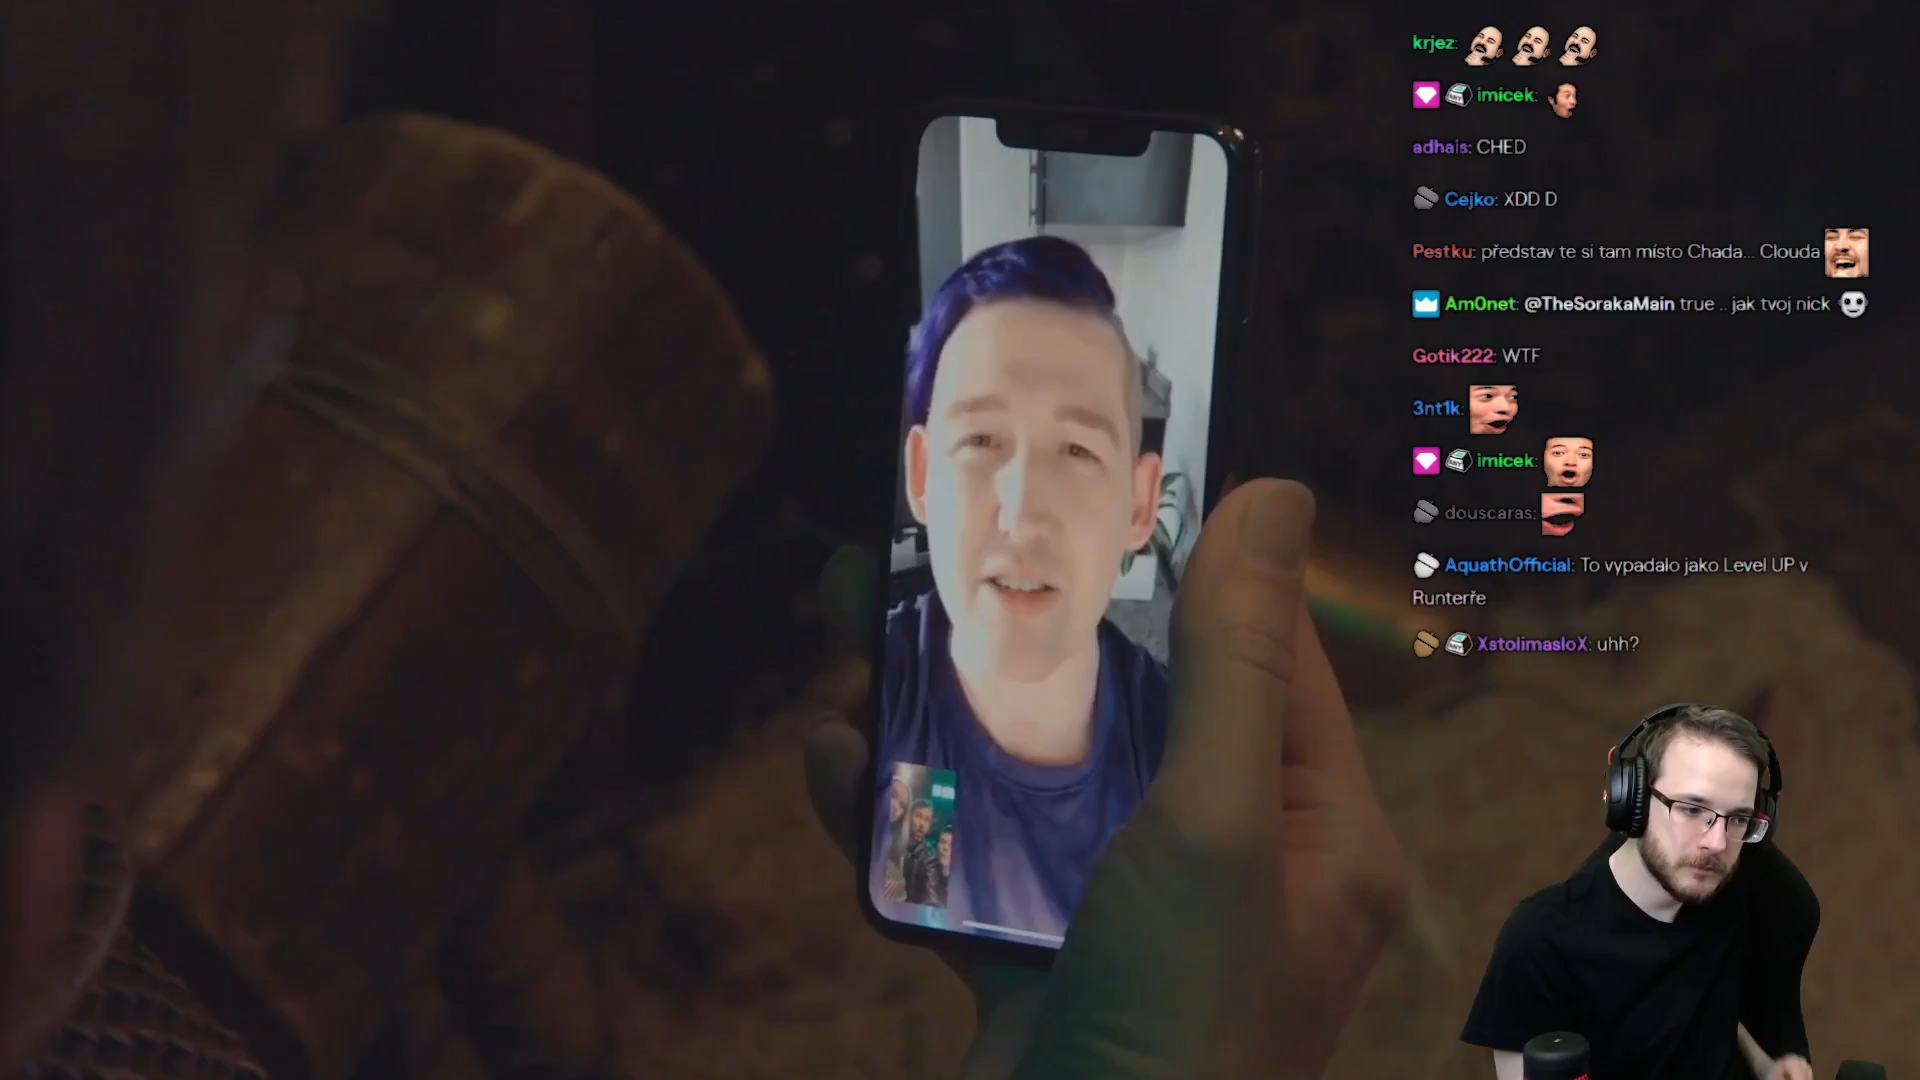 krjez:
imicek:
adhais: CHED
Cejko: XDD D
Pestku: představ te si tam místo Chada... Clouda
Am0net: @TheSorakaMain true .. jak tvoj nick
Gotik222: WTF
3nt1k:
imicek:
douscaras:
AquathOfficial: To vypadalo jako Level UP v
Runteře
XstolimasloX: uhh?